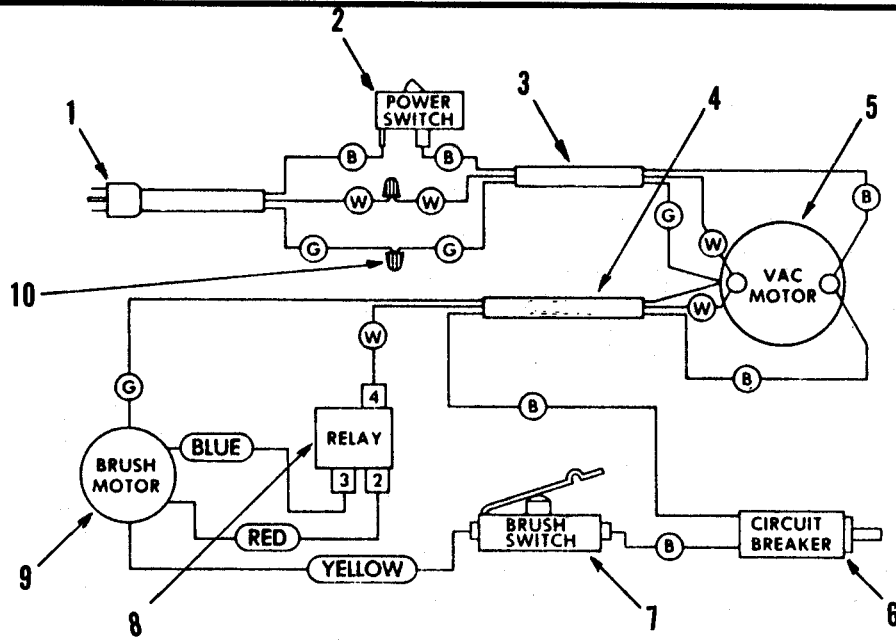 2
1
POWER
SWITCH
3
4
5
B
B
B
W
W
G
G
G
W
10
VAC
MOTOR
W
B
W
G
B
4
RELAY
3
2
BLUE
BRUSH
MOTOR
RED
YELLOW
BRUSH
SWITCH
B
CIRCUIT
BREAKER
9
8
7
6